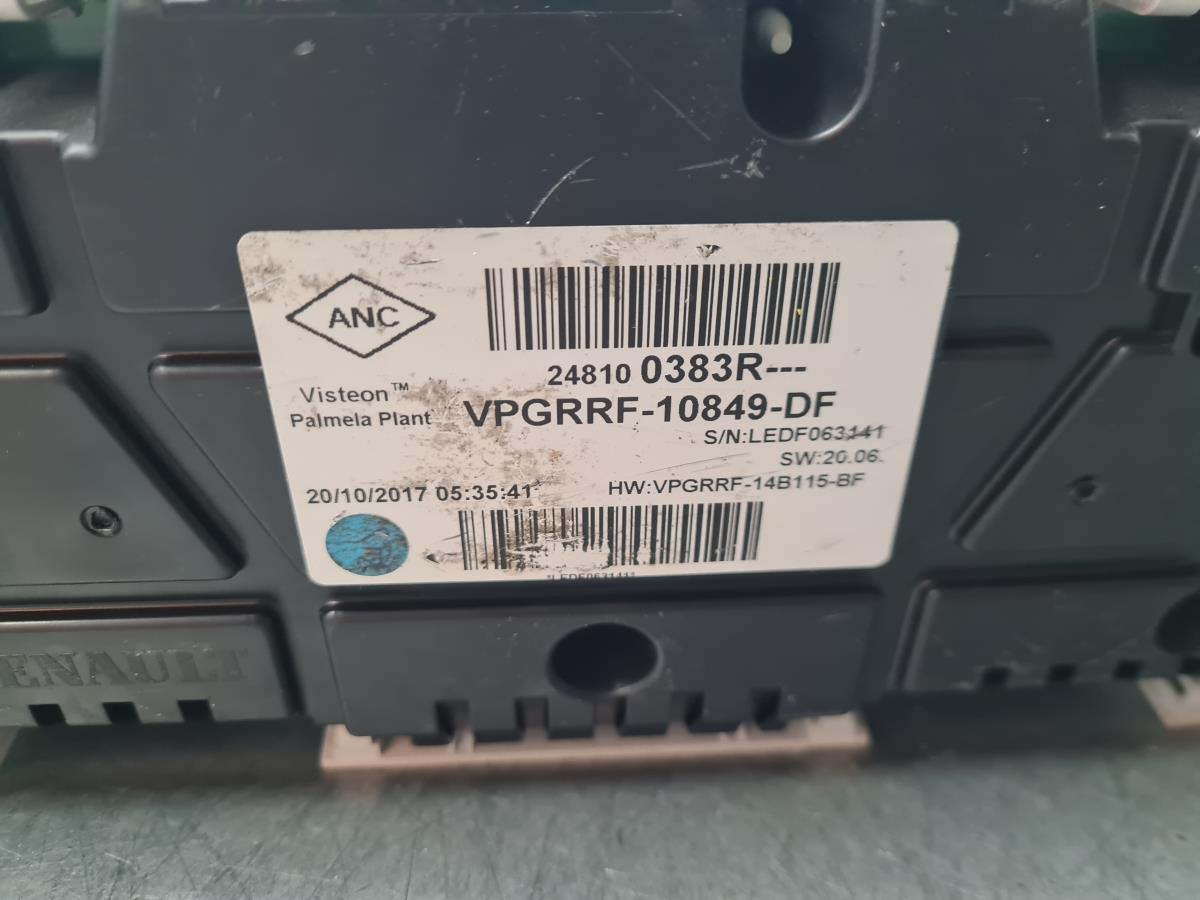 ANC
24810 0383R---
Visteon™
Palmela Plant
VPGRRF-10849-DF
S/N:LEDF063141
SW:20.06.
20/10/2017 05:35:41
HW:VPGRRF-14B115-BF
*LEDF063141*
RENAULT